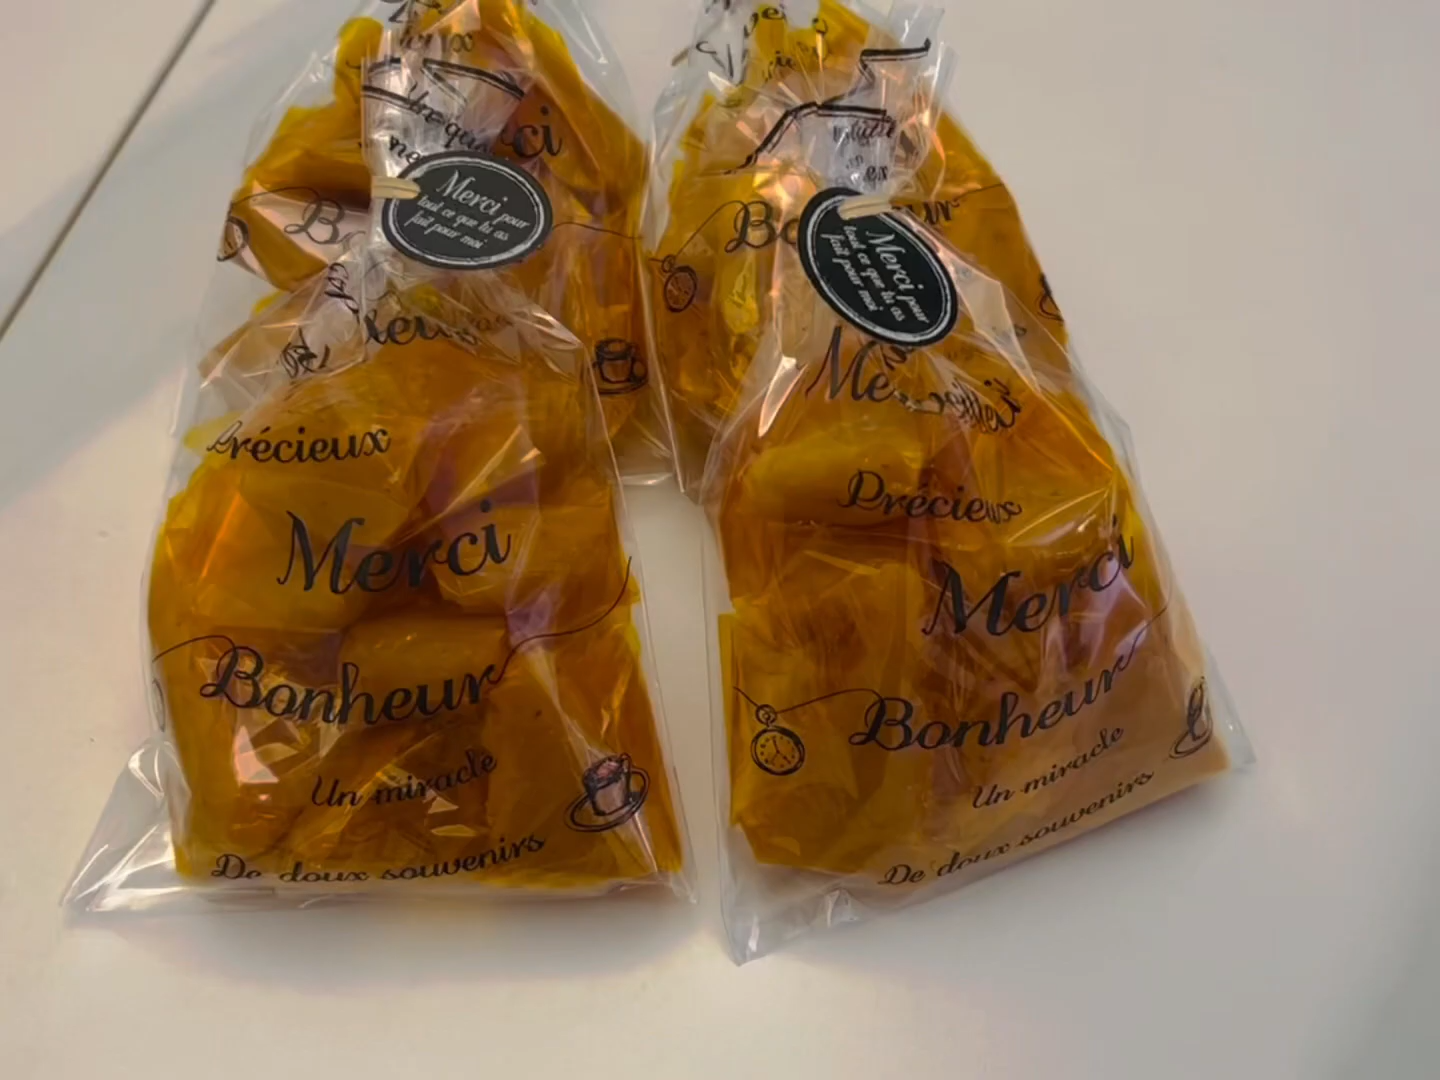 Merci pour
tout ce que tu as
fait pour moi
Précieux
Merci
Bonheur
Un miracle
De doux souvenirs
Merci pour
tout ce que tu as
fait pour moi
Précieux
Merci
Bonheur
Un miracle
De doux souvenirs